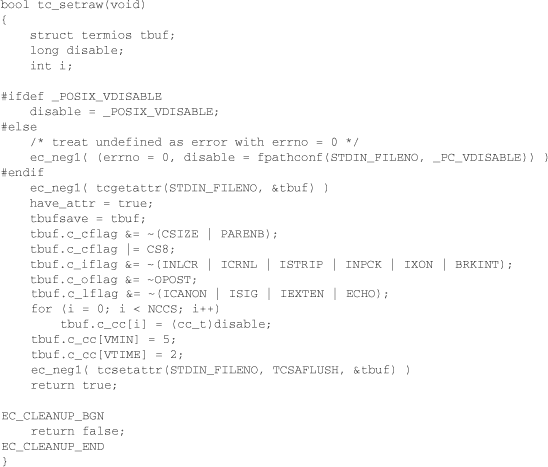 bool tc_setraw(void)
{
    struct termios tbuf;
    long disable;
    int i;

#ifdef _POSIX_VDISABLE
    disable = _POSIX_VDISABLE;
#else
    /* treat undefined as error with errno = 0 */
    ec_neg1( (errno = 0, disable = fpathconf(STDIN_FILENO, _PC_VDISABLE)) )
#endif
    ec_neg1( tcgetattr(STDIN_FILENO, &tbuf) )
    have_attr = true;
    tbufsave = tbuf;
    tbuf.c_cflag &= ~(CSIZE | PARENB);
    tbuf.c_cflag |= CS8;
    tbuf.c_iflag &= ~(INLCR | ICRNL | ISTRIP | INPCK | IXON | BRKINT);
    tbuf.c_oflag &= ~OPOST;
    tbuf.c_lflag &= ~(ICANON | ISIG | IEXTEN | ECHO);
    for (i = 0; i < NCCS; i++)
        tbuf.c_cc[i] = (cc_t)disable;
    tbuf.c_cc[VMIN] = 5;
    tbuf.c_cc[VTIME] = 2;
    ec_neg1( tcsetattr(STDIN_FILENO, TCSAFLUSH, &tbuf) )
    return true;

EC_CLEANUP_BGN
    return false;
EC_CLEANUP_END
}